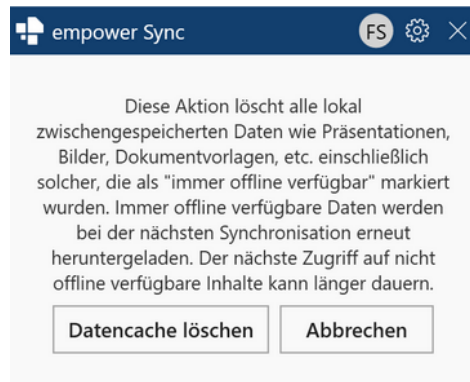 empower Sync FS
Diese Aktion löscht alle lokal
zwischengespeicherten Daten wie Präsentationen,
Bilder, Dokumentvorlagen, etc. einschließlich
solcher, die als "immer offline verfügbar" markiert
wurden. Immer offline verfügbare Daten werden
bei der nächsten Synchronisation erneut
heruntergeladen. Der nächste Zugriff auf nicht
offline verfügbare Inhalte kann länger dauern.
Datencache löschen Abbrechen